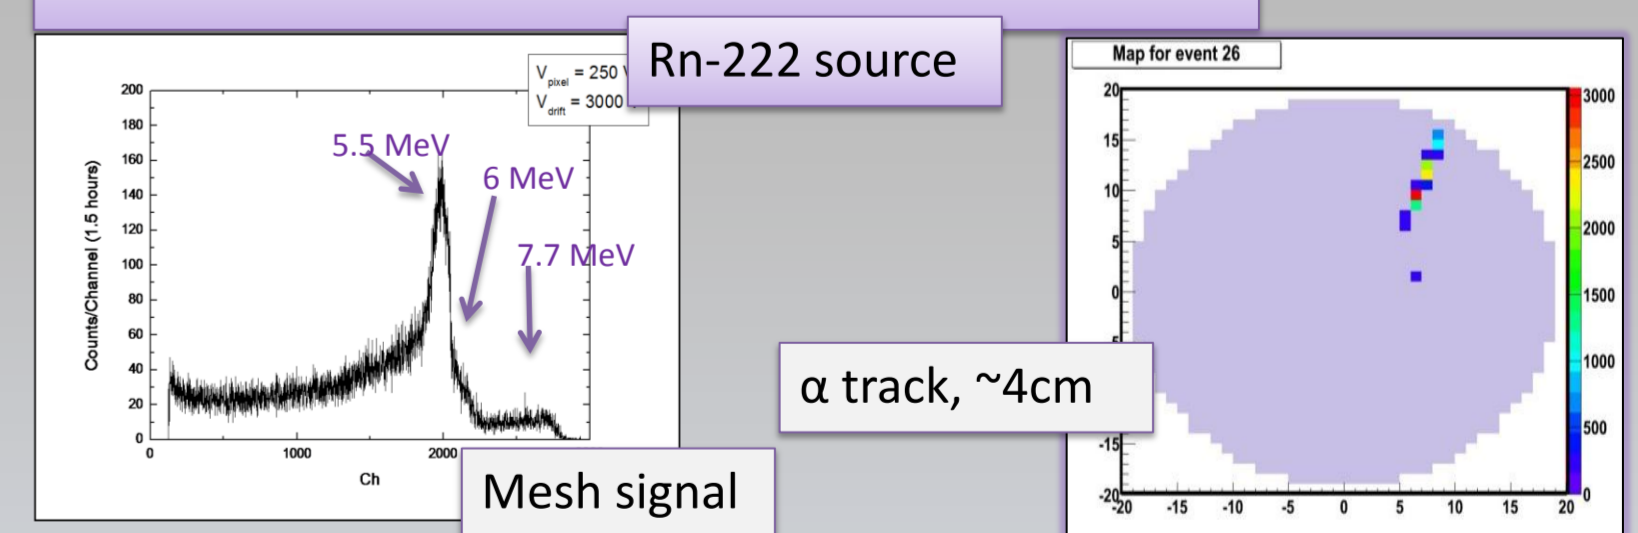 Rn-222 source
V pixel = 250 V
V drift = 3000
5.5 MeV
6 MeV
7.7 MeV
Counts/Channel (1.5 hours)
200
180
160
140
120
100
80
60
40
20
0
0 1000 2000
Ch
Mesh signal
α track, ~4cm
Map for event 26
20
15
10
5
0
-15
-20
-20 -15 -10 -5 0 5 10 15 20
3000
2500
2000
1500
1000
500
0